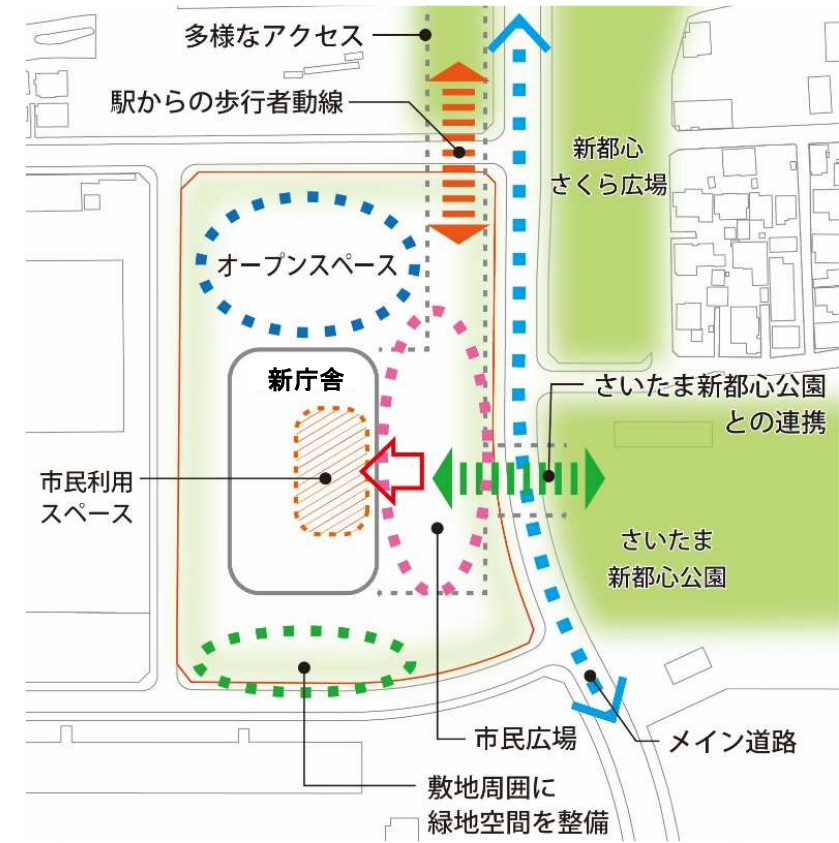 多様なアクセス
駅からの歩行者動線
新都心
さくら広場
オープンスペース
新庁舎
さいたま新都心公園
との連携
市民利用
スペース
さいたま
新都心公園
市民広場
メイン道路
敷地周囲に
緑地空間を整備